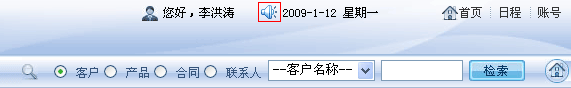 您好，李洪涛 2009-1-12 星期一 首页 日程 账号
客户 产品 合同 联系人 --客户名称-- 检索